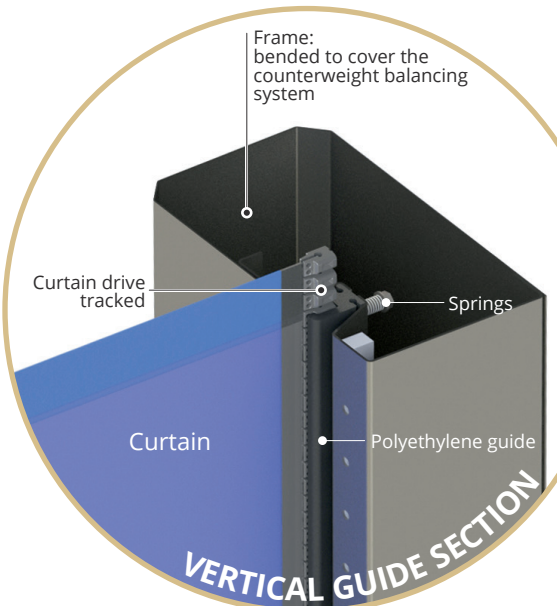 Frame:
bended to cover the
counterweight balancing
system
Curtain drive
tracked
Springs
Curtain
Polyethylene guide
VERTICAL GUIDE SECTION